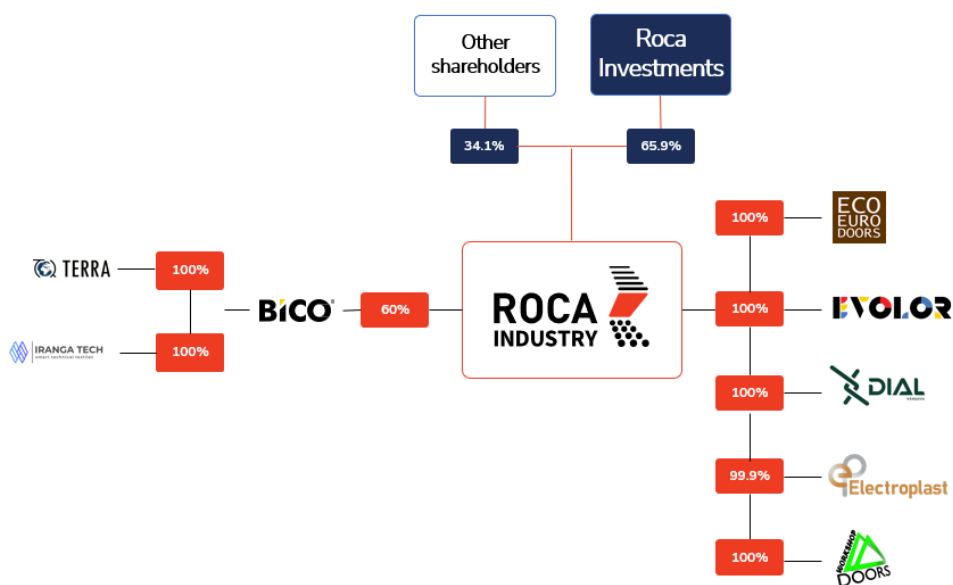 Other
shareholders
Roca
Investments
34.1%
65.9%
TERRA
100%
IRANGA TECH
smart technical textiles
100%
BICO
60%
ROCA
INDUSTRY
100%
ECO
EURO
DOORS
100%
EVOLOR
100%
DIAL
99.9%
ep
Electroplast
100%
WORKSHOP
DOORS